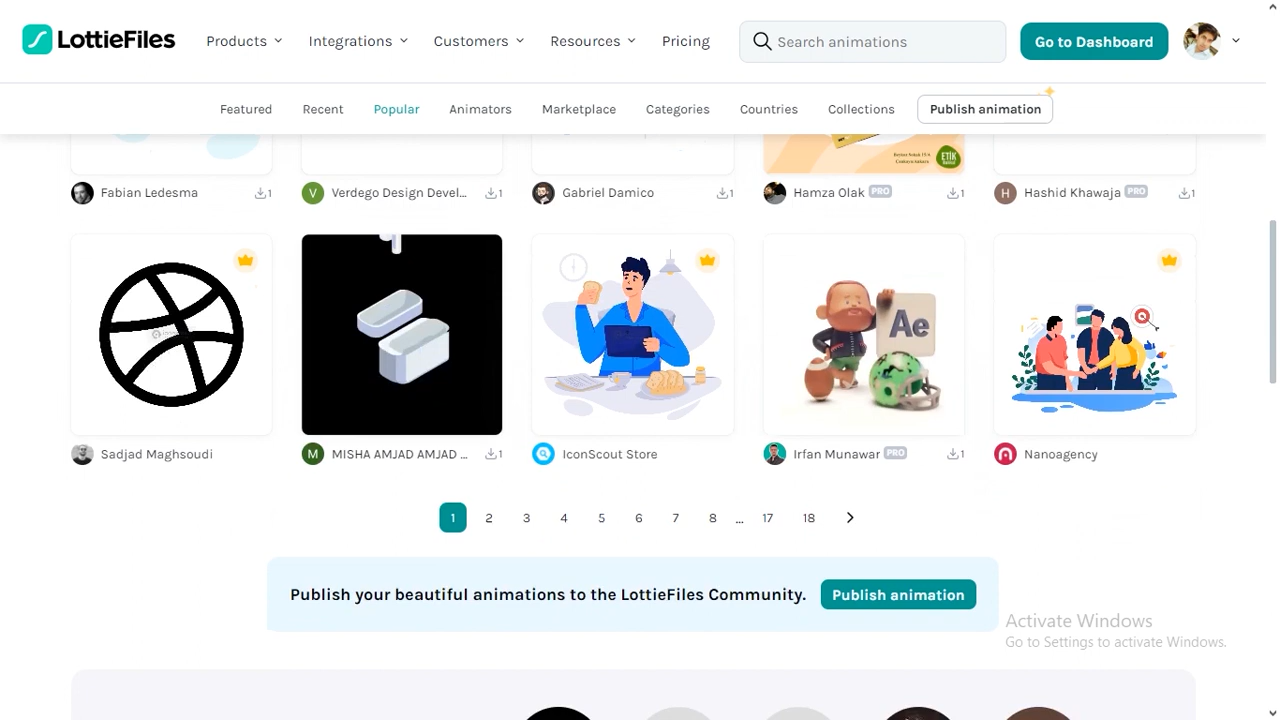 LottieFiles
Products
Integrations
Customers
Resources
Pricing
Search animations
Go to Dashboard
Featured
Recent
Popular
Animators
Marketplace
Categories
Countries
Collections
Publish animation
ETİK
Fabian Ledesma
1
V
Verdego Design Devel...
1
Gabriel Damico
1
Hamza Olak PRO
1
H
Hashid Khawaja PRO
1
Ae
Sadjad Maghsoudi
M
MISHA AMJAD AMJAD ...
1
IconScout Store
Irfan Munawar PRO
1
Nanoagency
1 2 3 4 5 6 7 8 ... 17 18
Publish your beautiful animations to the LottieFiles Community.
Publish animation
Activate Windows
Go to Settings to activate Windows.